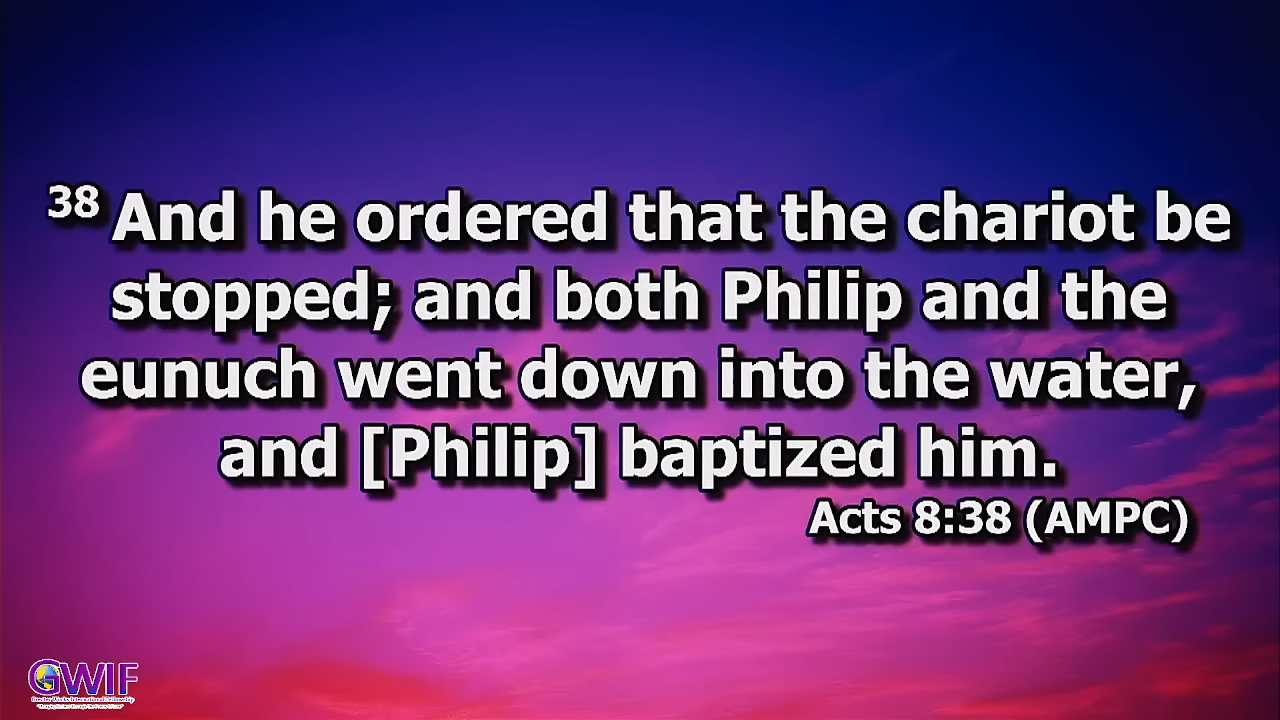 38 And he ordered that the chariot be
stopped; and both Philip and the
eunuch went down into the water,
and [Philip] baptized him.
Acts 8:38 (AMPC)
GWIF